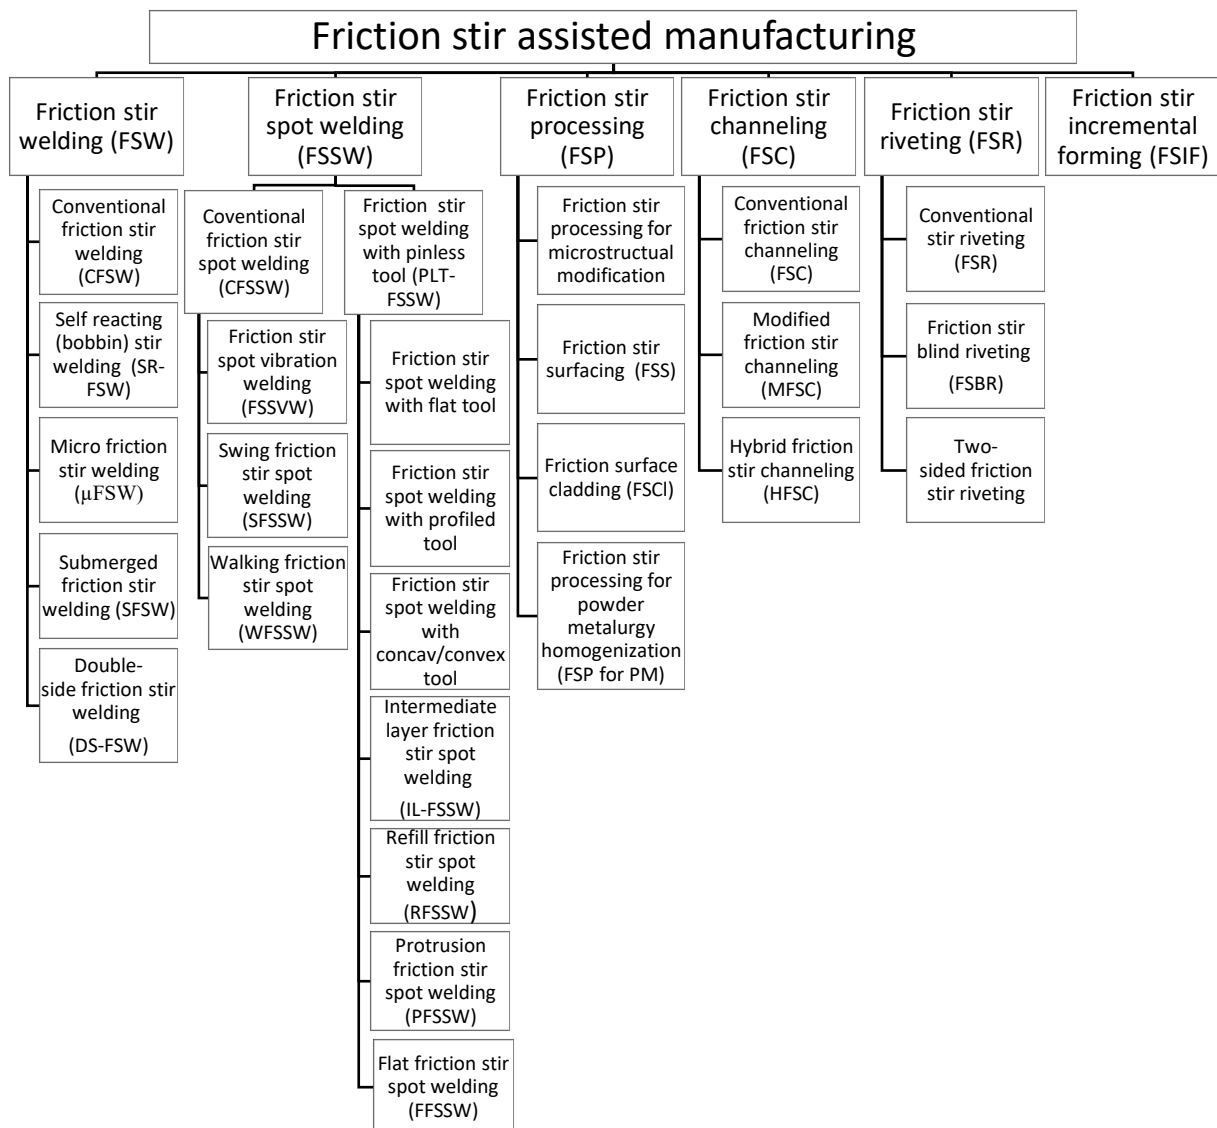 Friction stir assisted manufacturing
Friction stir
welding (FSW)
Conventional
friction stir
welding
(CFSW)
Self reacting
(bobbin) stir
welding (SR-
FSW)
Micro friction
stir welding
(µFSW)
Submerged
friction stir
welding (SFSW)
Double-
side friction stir
welding
(DS-FSW)
Friction stir
spot welding
(FSSW)
Coventional
friction stir
spot welding
(CFSSW)
Friction stir
spot vibration
welding
(FSSVW)
Swing friction
stir spot
welding
(SFSSW)
Walking friction
stir spot
welding
(WFSSW)
Friction stir
spot welding
with pinless
tool (PLT-
FSSW)
Friction stir
spot welding
with flat tool
Friction stir
spot welding
with profiled
tool
Friction stir
spot welding
with
concav/convex
tool
Intermediate
layer friction
stir spot
welding
(IL-FSSW)
Refill friction
stir spot
welding
(RFSSW)
Protrusion
friction stir
spot welding
(PFSSW)
Flat friction stir
spot welding
(FFSSW)
Friction stir
processing
(FSP)
Friction stir
processing for
microstructual
modification
Friction stir
surfacing (FSS)
Friction surface
cladding (FSCl)
Friction stir
processing for
powder
metalurgy
homogenization
(FSP for PM)
Friction stir
channeling
(FSC)
Conventional
friction stir
channeling
(FSC)
Modified
friction stir
channeling
(MFSC)
Hybrid friction
stir channeling
(HFSC)
Friction stir
riveting (FSR)
Conventional
stir riveting
(FSR)
Friction stir
blind riveting
(FSBR)
Two-
sided friction
stir riveting
Friction stir
incremental
forming (FSIF)